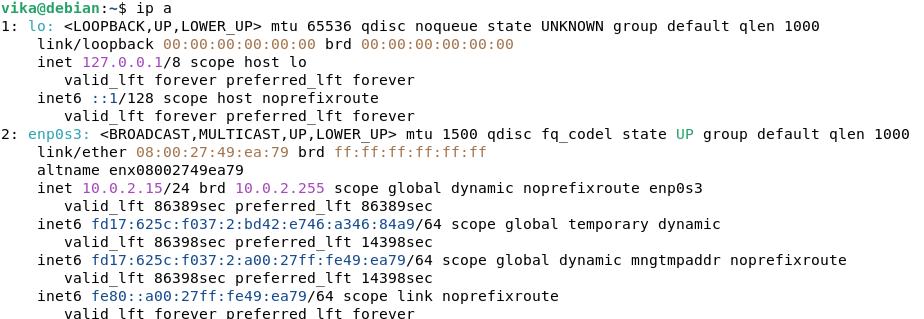 vika@debian:~$ ip a
1: lo: <LOOPBACK,UP,LOWER_UP> mtu 65536 qdisc noqueue state UNKNOWN group default qlen 1000
    link/loopback 00:00:00:00:00:00 brd 00:00:00:00:00:00
    inet 127.0.0.1/8 scope host lo
       valid_lft forever preferred_lft forever
    inet6 ::1/128 scope host noprefixroute
       valid_lft forever preferred_lft forever
2: enp0s3: <BROADCAST,MULTICAST,UP,LOWER_UP> mtu 1500 qdisc fq_codel state UP group default qlen 1000
    link/ether 08:00:27:49:ea:79 brd ff:ff:ff:ff:ff:ff
    altname enx08002749ea79
    inet 10.0.2.15/24 brd 10.0.2.255 scope global dynamic noprefixroute enp0s3
       valid_lft 86389sec preferred_lft 86389sec
    inet6 fd17:625c:f037:2:bd42:e746:a346:84a9/64 scope global temporary dynamic
       valid_lft 86398sec preferred_lft 14398sec
    inet6 fd17:625c:f037:2:a00:27ff:fe49:ea79/64 scope global dynamic mngtmpaddr noprefixroute
       valid_lft 86398sec preferred_lft 14398sec
    inet6 fe80::a00:27ff:fe49:ea79/64 scope link noprefixroute
       valid_lft forever preferred_lft forever